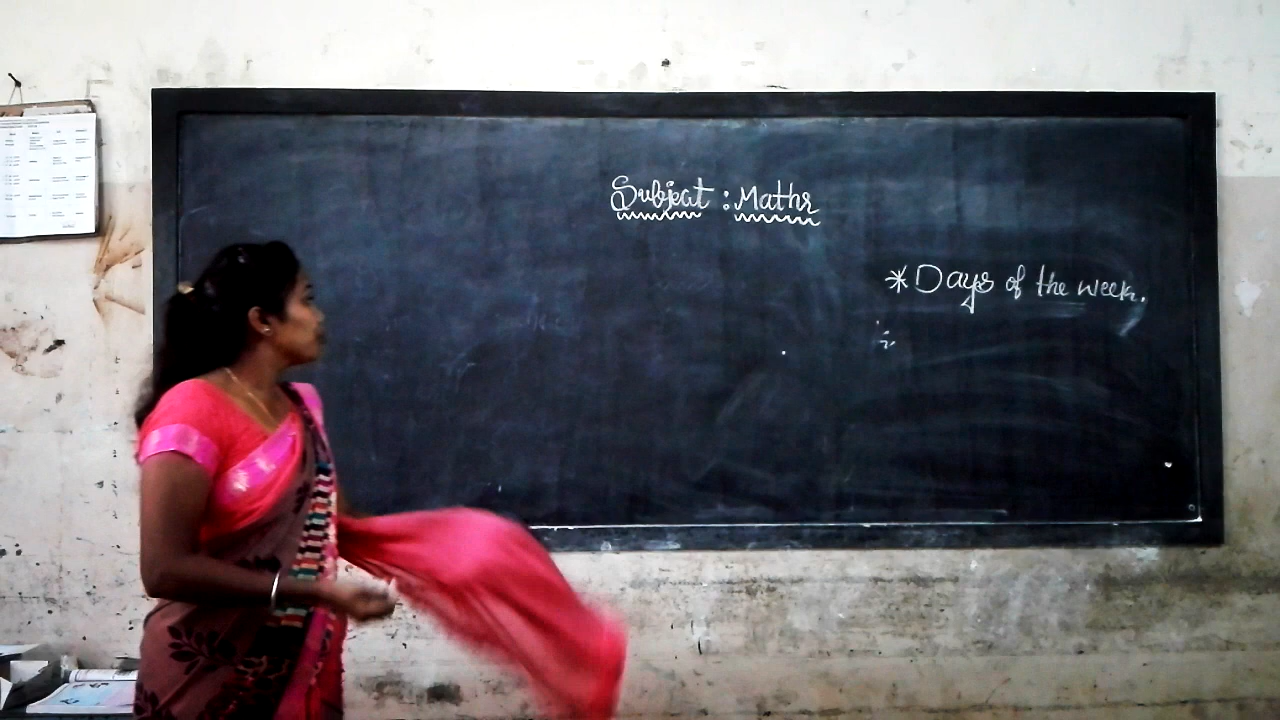 Subject : Maths
* Days of the week.